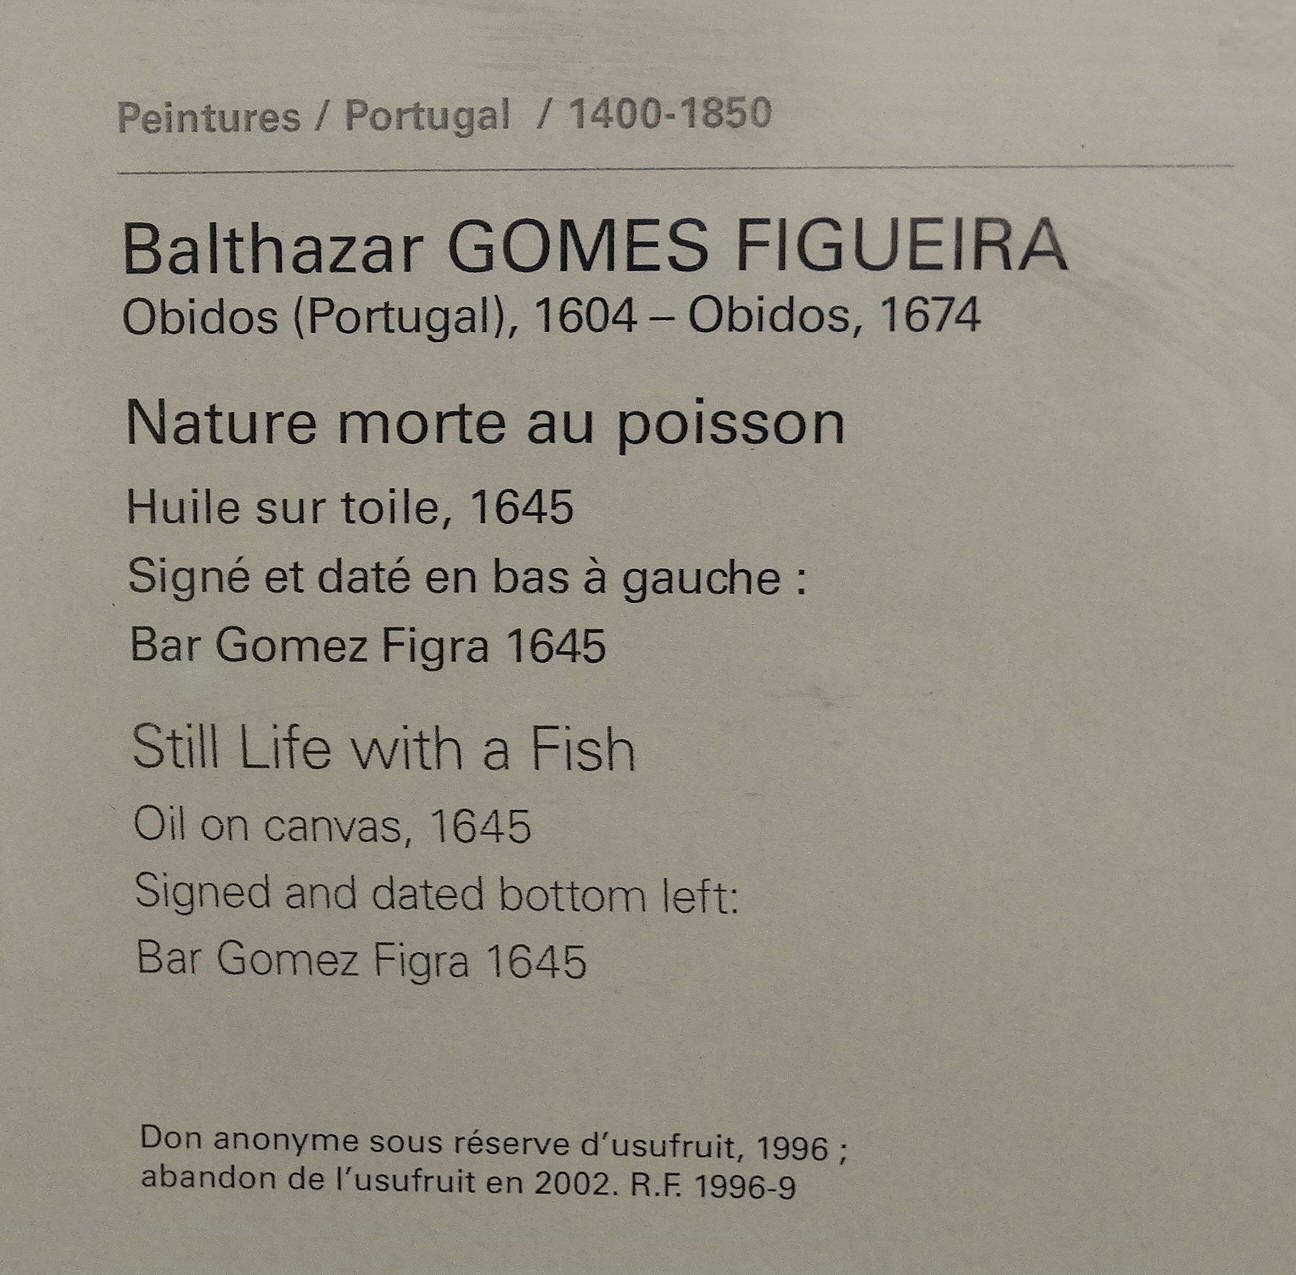 Peintures / Portugal / 1400-1850
Balthazar GOMES FIGUEIRA
Obidos (Portugal), 1604 – Obidos, 1674
Nature morte au poisson
Huile sur toile, 1645
Signé et daté en bas à gauche :
Bar Gomez Figra 1645
Still Life with a Fish
Oil on canvas, 1645
Signed and dated bottom left:
Bar Gomez Figra 1645
Don anonyme sous réserve d’usufruit, 1996 ;
abandon de l’usufruit en 2002. R.F. 1996-9